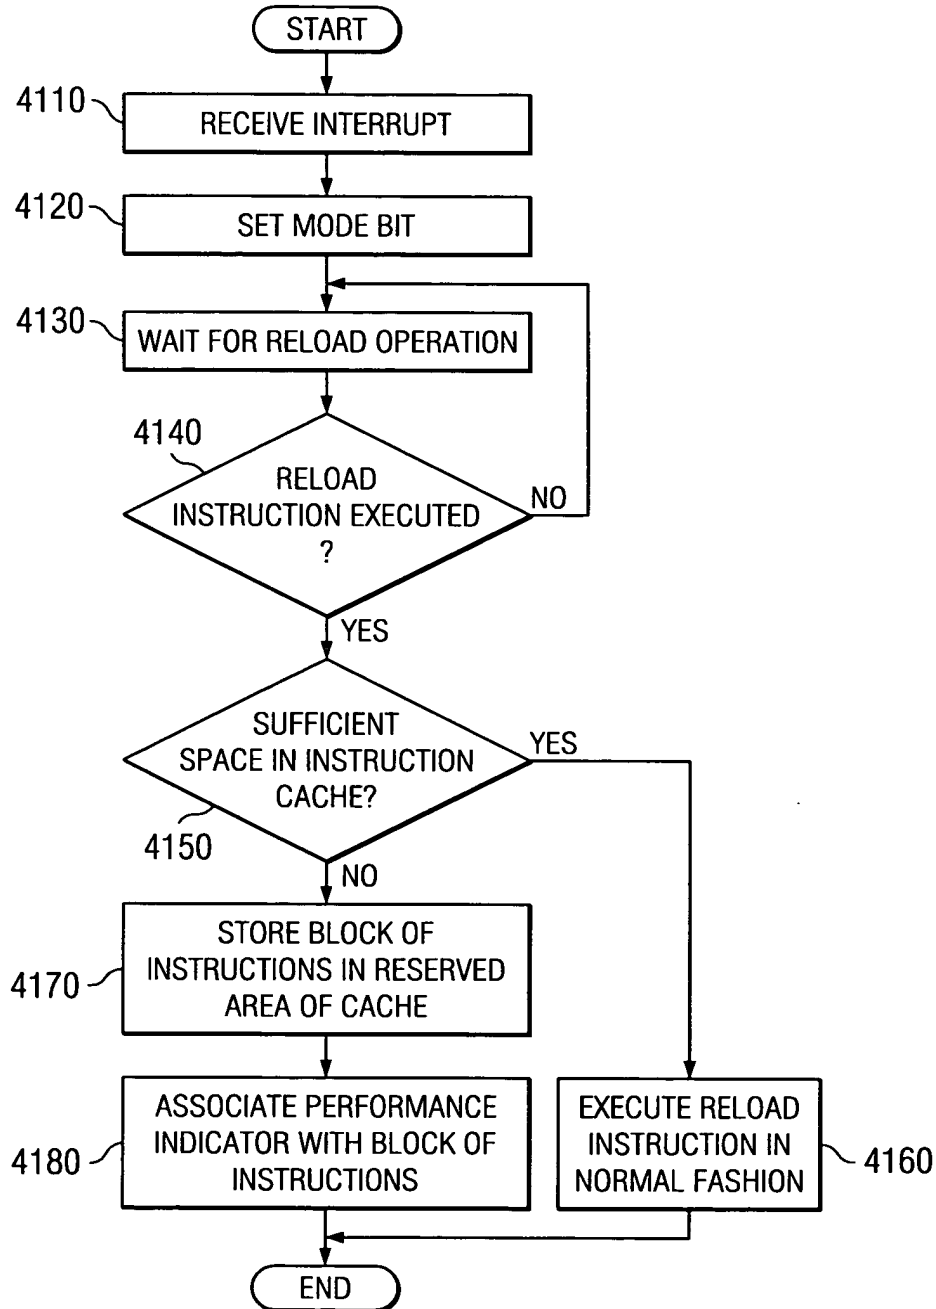 START
4110
RECEIVE INTERRUPT
4120
SET MODE BIT
4130
WAIT FOR RELOAD OPERATION
4140
RELOAD
INSTRUCTION EXECUTED
?
NO
YES
SUFFICIENT
SPACE IN INSTRUCTION
CACHE?
YES
4150
NO
STORE BLOCK OF
INSTRUCTIONS IN RESERVED
AREA OF CACHE
4170
ASSOCIATE PERFORMANCE
INDICATOR WITH BLOCK OF
INSTRUCTIONS
4180
EXECUTE RELOAD
INSTRUCTION IN
NORMAL FASHION
4160
END